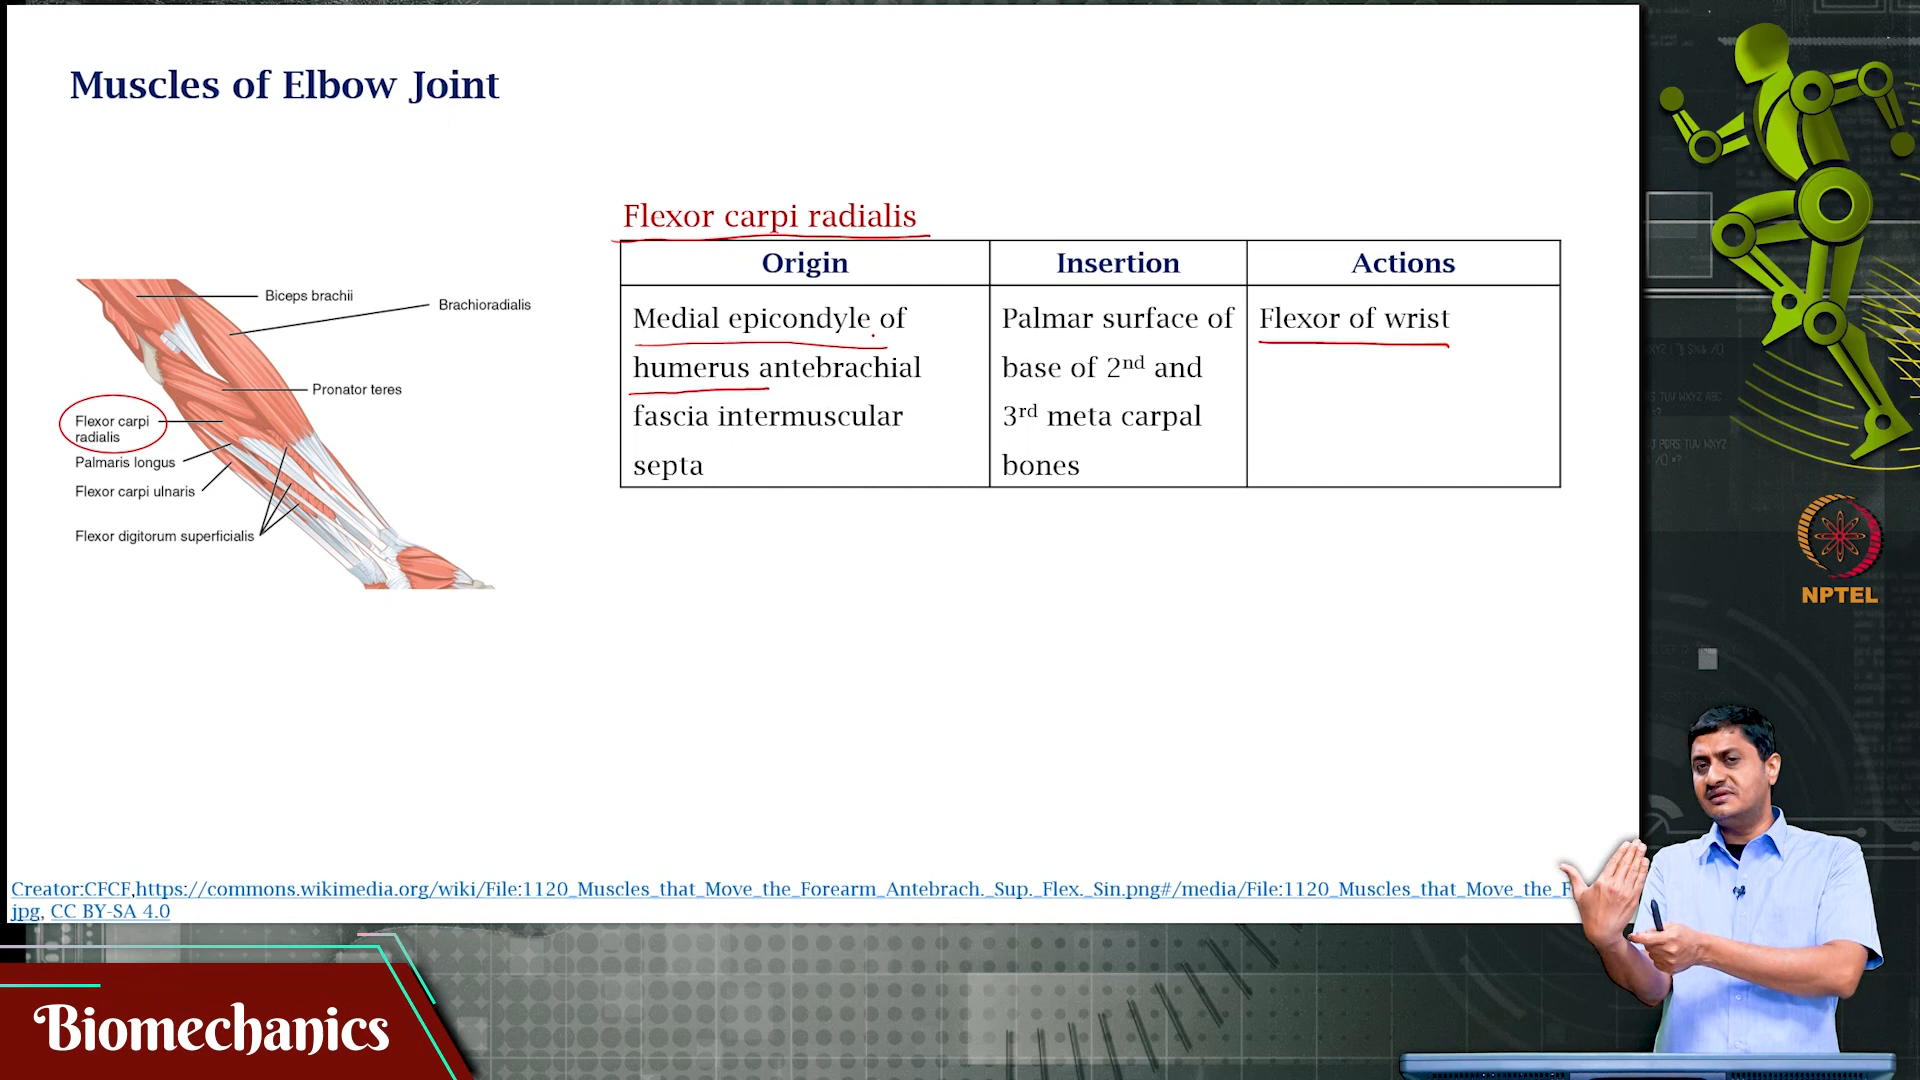 Muscles of Elbow Joint
Flexor carpi radialis
Origin Insertion Actions
Medial epicondyle of
humerus antebrachial
fascia intermuscular
septa
Palmar surface of
base of 2nd and
3rd meta carpal
bones
Flexor of wrist
Biceps brachii
Brachioradialis
Pronator teres
Flexor carpi
radialis
Palmaris longus
Flexor carpi ulnaris
Flexor digitorum superficialis
Creator:CFCF,https://commons.wikimedia.org/wiki/File:1120_Muscles_that_Move_the_Forearm_Antebrach._Sup._Flex._Sin.png#/media/File:1120_Muscles_that_Move_the_F
jpg, CC BY-SA 4.0
NPTEL
Biomechanics